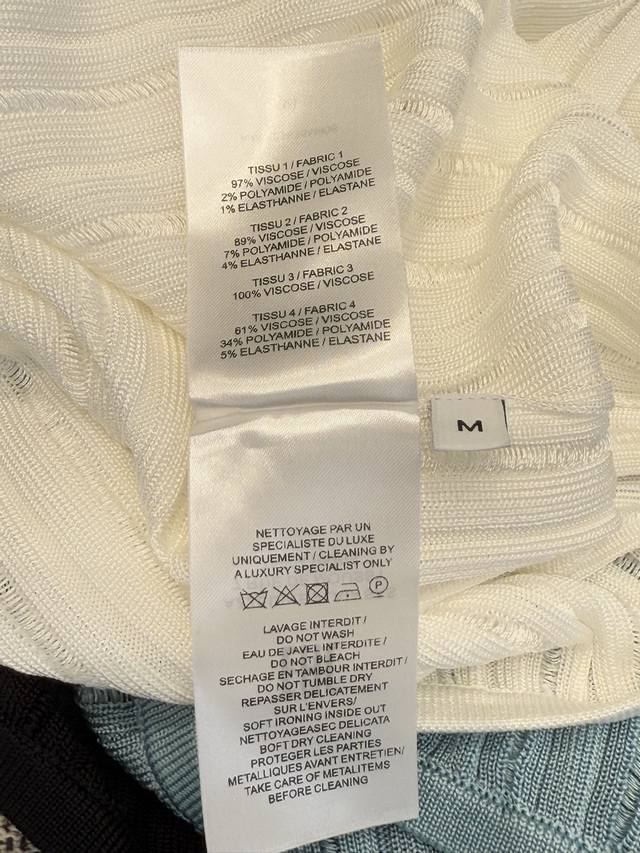 TISSU 1 / FABRIC 1
97% VISCOSE / VISCOSE
2% POLYAMIDE / POLYAMIDE
1% ELASTHANNE / ELASTANE
TISSU 2 / FABRIC 2
89% VISCOSE / VISCOSE
7% POLYAMIDE / POLYAMIDE
4% ELASTHANNE / ELASTANE
TISSU 3 / FABRIC 3
100% VISCOSE / VISCOSE
TISSU 4 / FABRIC 4
61% VISCOSE / VISCOSE
34% POLYAMIDE / POLYAMIDE
5% ELASTHANNE / ELASTANE
M
NETTOYAGE PAR UN
SPECIALISTE DU LUXE
UNIQUEMENT / CLEANING BY
A LUXURY SPECIALIST ONLY
P
LAVAGE INTERDIT /
DO NOT WASH
EAU DE JAVEL INTERDITE /
DO NOT BLEACH
SECHAGE EN TAMBOUR INTERDIT /
DO NOT TUMBLE DRY
REPASSER DELICATEMENT
SUR L'ENVERS/
SOFT IRONING INSIDE OUT
NETTOYAGEASEC DELICATA
BOFT DRY CLEANING
PROTEGER LES PARTIES
METALLIQUES AVANT ENTRETIEN/
TAKE CARE OF METALITEMS
BEFORE CLEANING